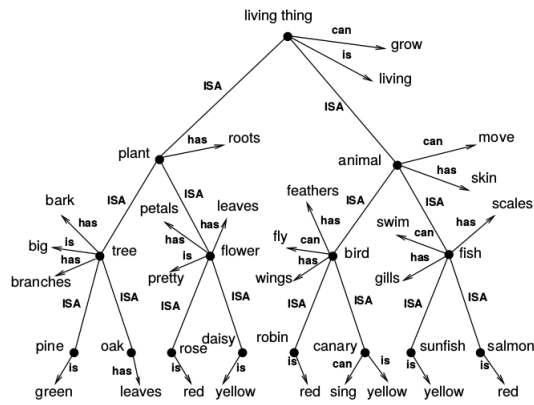 living thing
can
grow
is
living
ISA
ISA
has
roots
plant
can
move
animal
has
skin
ISA
ISA
bark
has
petals
has
leaves
feathers
has
ISA
ISA
swim
can
has
scales
big
is
tree
has
branches
has
is
flower
pretty
fly
can
bird
has
wings
has
fish
gills
ISA
ISA
ISA
ISA
ISA
ISA
ISA
ISA
pine
is
green
oak
has
leaves
rose
is
red
daisy
is
yellow
robin
is
red
canary
can
sing
is
yellow
sunfish
is
yellow
salmon
is
red